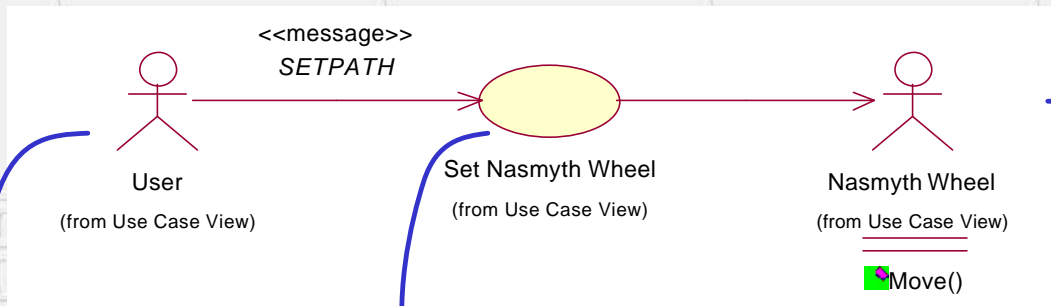 <<message>>
SETPATH
User
(from Use Case View)
Set Nasmyth Wheel
(from Use Case View)
Nasmyth Wheel
(from Use Case View)
Move()